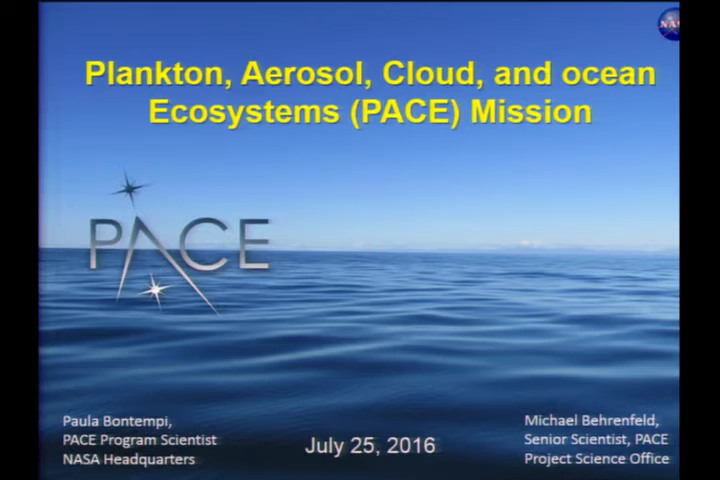 NASA
Plankton, Aerosol, Cloud, and ocean
Ecosystems (PACE) Mission
PACE
Paula Bontempi,
PACE Program Scientist
NASA Headquarters
July 25, 2016
Michael Behrenfeld,
Senior Scientist, PACE
Project Science Office